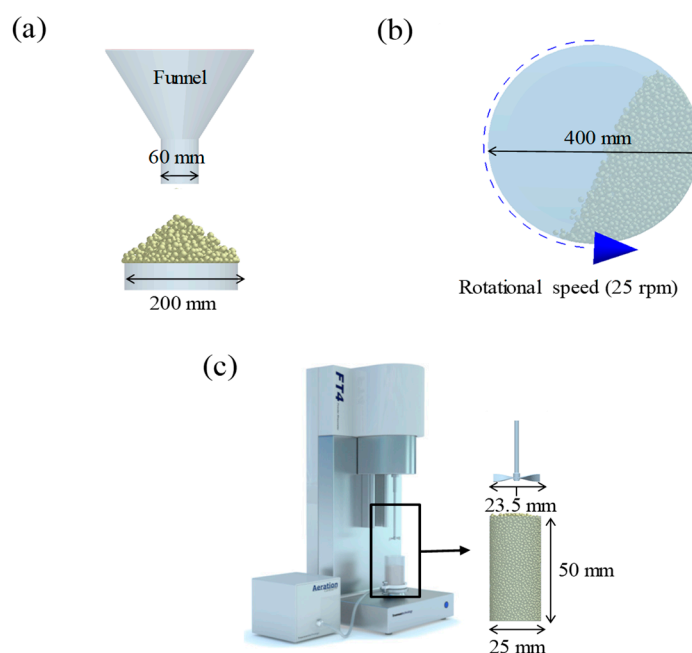 (a)
Funnel
60 mm
200 mm
(b)
400 mm
Rotational speed (25 rpm)
(c)
FT4
Aeration
23.5 mm
50 mm
25 mm